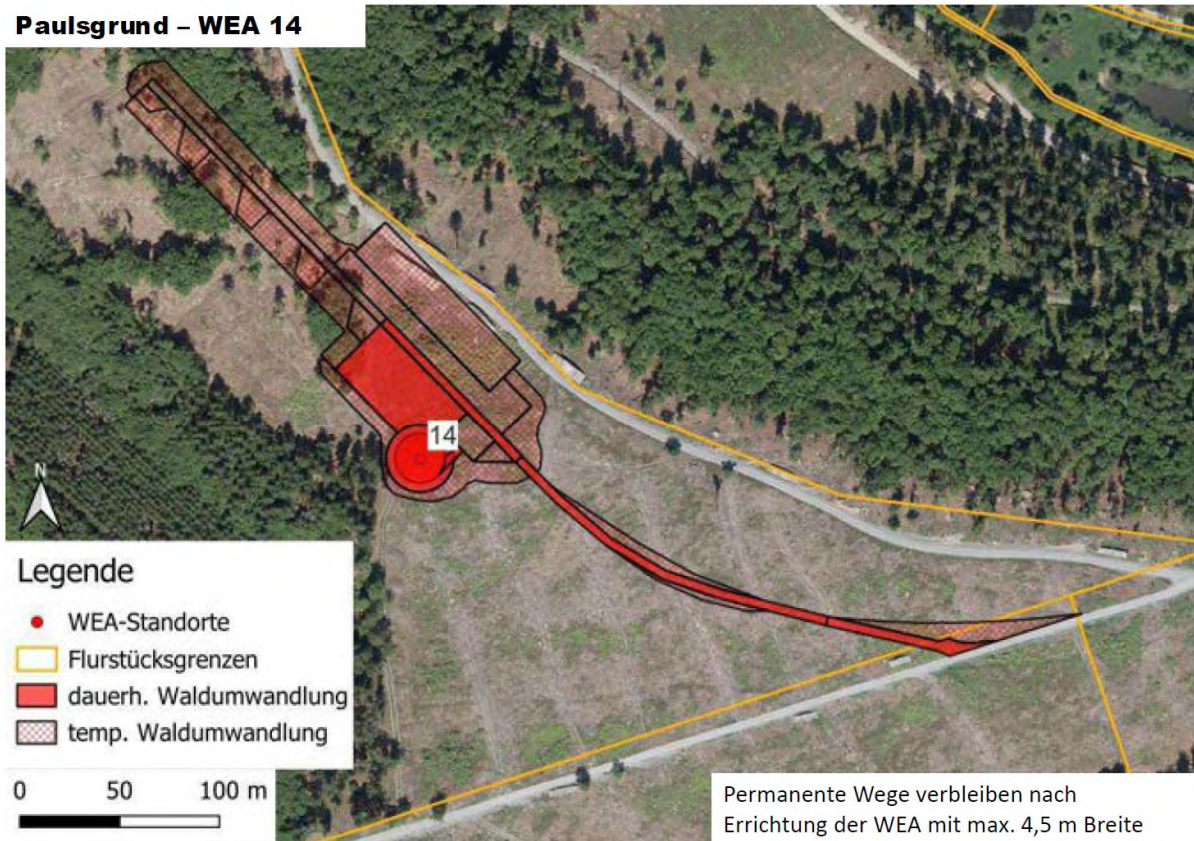 Paulsgrund – WEA 14
14
N
Legende
WEA-Standorte
Flurstücksgrenzen
dauerh. Waldumwandlung
temp. Waldumwandlung
0 50 100 m
Permanente Wege verbleiben nach
Errichtung der WEA mit max. 4,5 m Breite